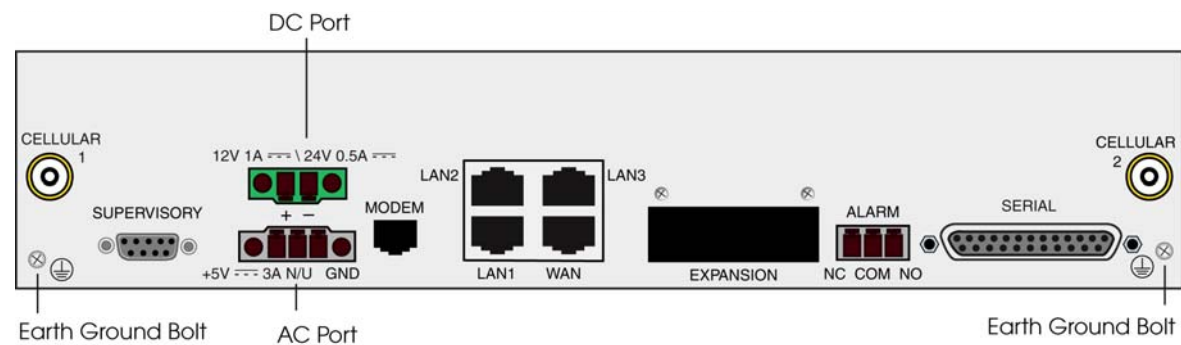 DC Port
CELLULAR
1
12V 1A ⎓ \ 24V 0.5A ⎓
CELLULAR
2
LAN2
LAN3
SUPERVISORY
+ −
MODEM
ALARM
SERIAL
+5V ⎓ 3A N/U GND
LAN1 WAN
EXPANSION
NC COM NO
Earth Ground Bolt
AC Port
Earth Ground Bolt